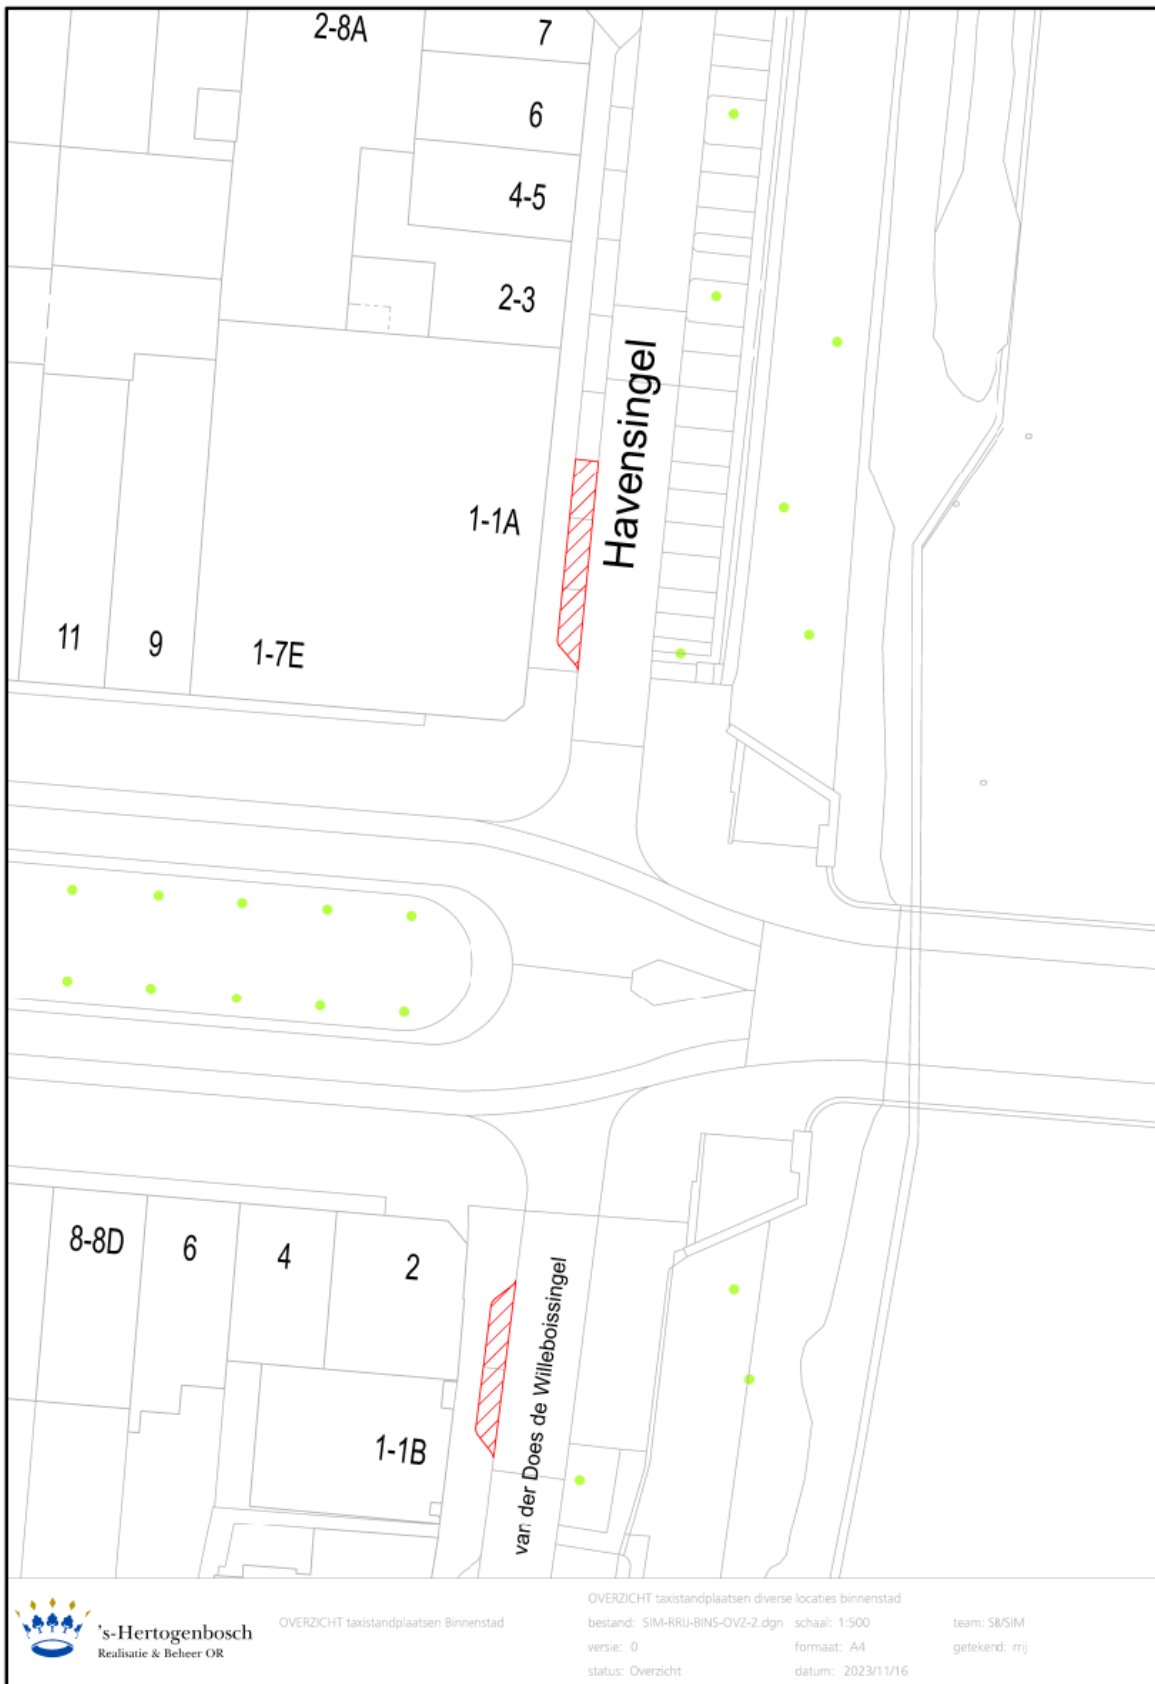 2-8A
7
6
4-5
2-3
Havensingel
1-1A
11
9
1-7E
8-8D
6
4
2
van der Does de Willeboissingel
1-1B
's-Hertogenbosch
Realisatie & Beheer OR
OVERZICHT taxistandplaatsen Binnenstad
OVERZICHT taxistandplaatsen diverse locaties binnenstad
bestand: SIM-RRIJ-BINS-OVZ-2.dgn schaal: 1:500 team: SB/SIM
versie: 0 formaat: A4 getekend: rrij
status: Overzicht datum: 2023/11/16